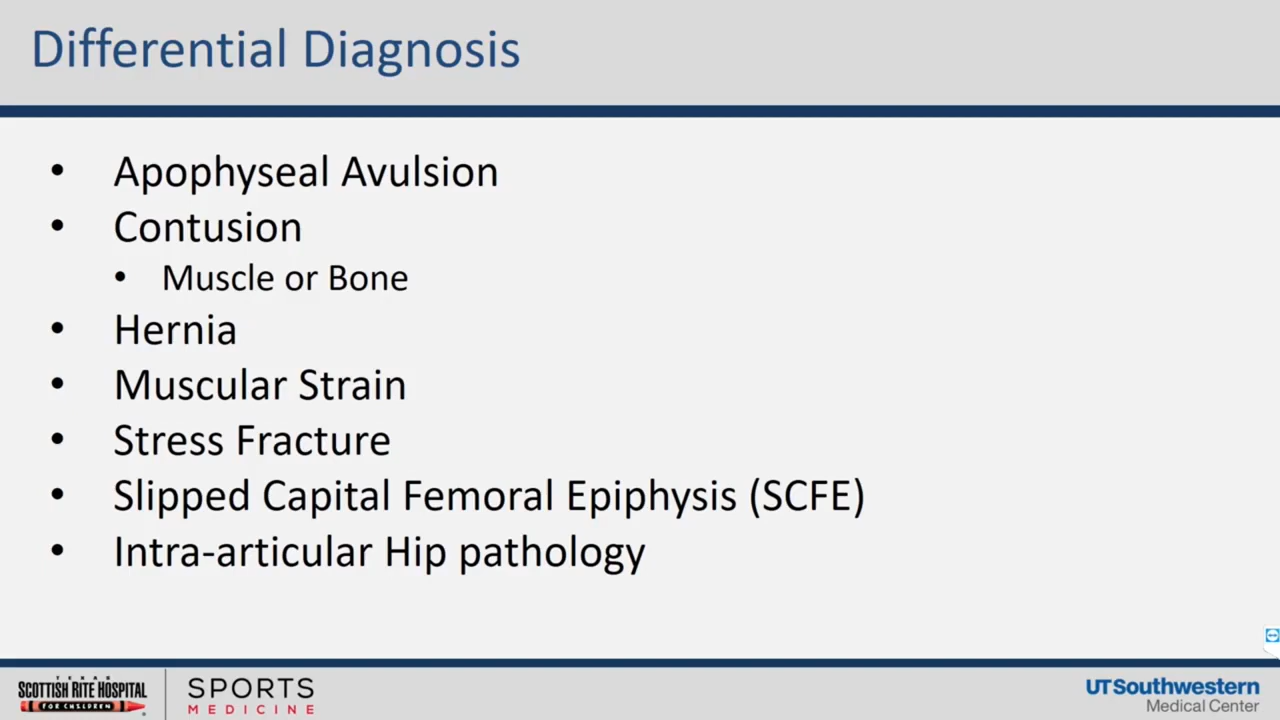 Differential Diagnosis
• Apophyseal Avulsion
• Contusion
• Muscle or Bone
• Hernia
• Muscular Strain
• Stress Fracture
• Slipped Capital Femoral Epiphysis (SCFE)
• Intra-articular Hip pathology
TEXAS
SCOTTISH RITE HOSPITAL
FOR CHILDREN
SPORTS
MEDICINE
UTSouthwestern
Medical Center